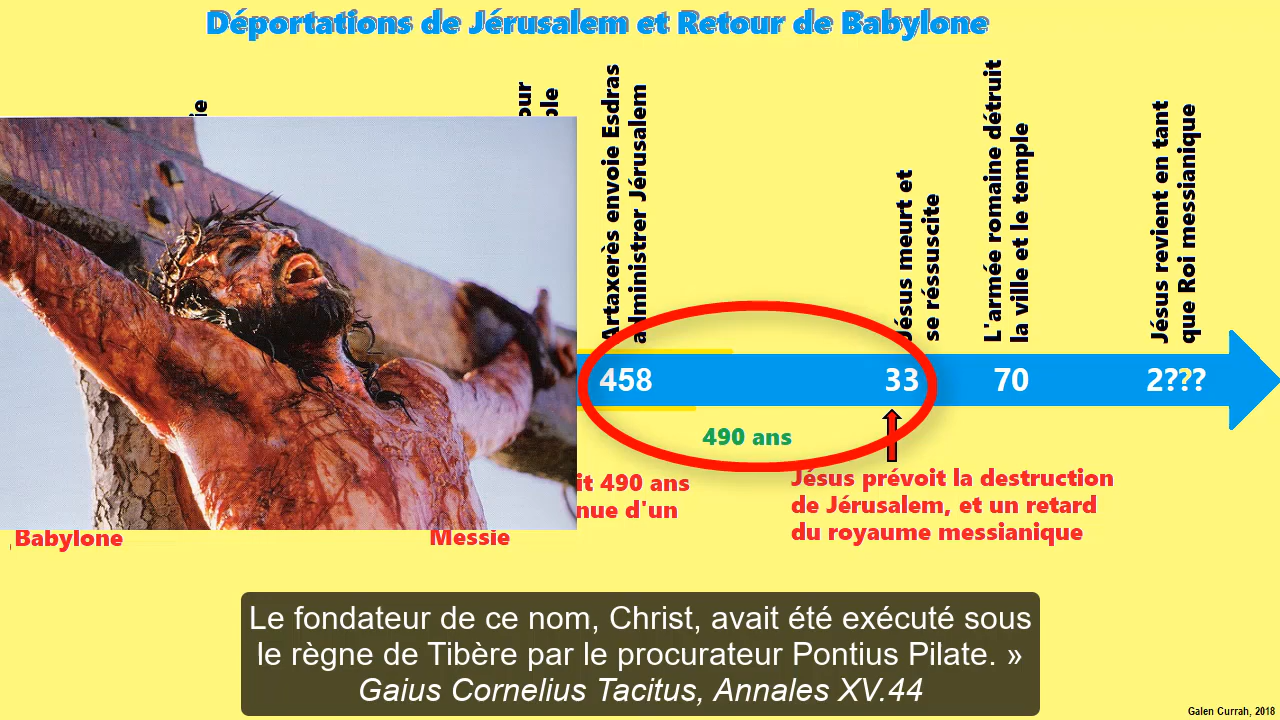 Déportations de Jérusalem et Retour de Babylone
Artaxerès envoie Esdras
administrer Jérusalem
Jésus meurt et
se réssuscite
L'armée romaine détruit
la ville et le temple
Jésus revient en tant
que Roi messianique
458
33
70
2???
490 ans
it 490 ans
nue d'un
Babylone
Messie
Jésus prévoit la destruction
de Jérusalem, et un retard
du royaume messianique
Le fondateur de ce nom, Christ, avait été exécuté sous
le règne de Tibère par le procurateur Pontius Pilate. »
Gaius Cornelius Tacitus, Annales XV.44
Galen Currah, 2018